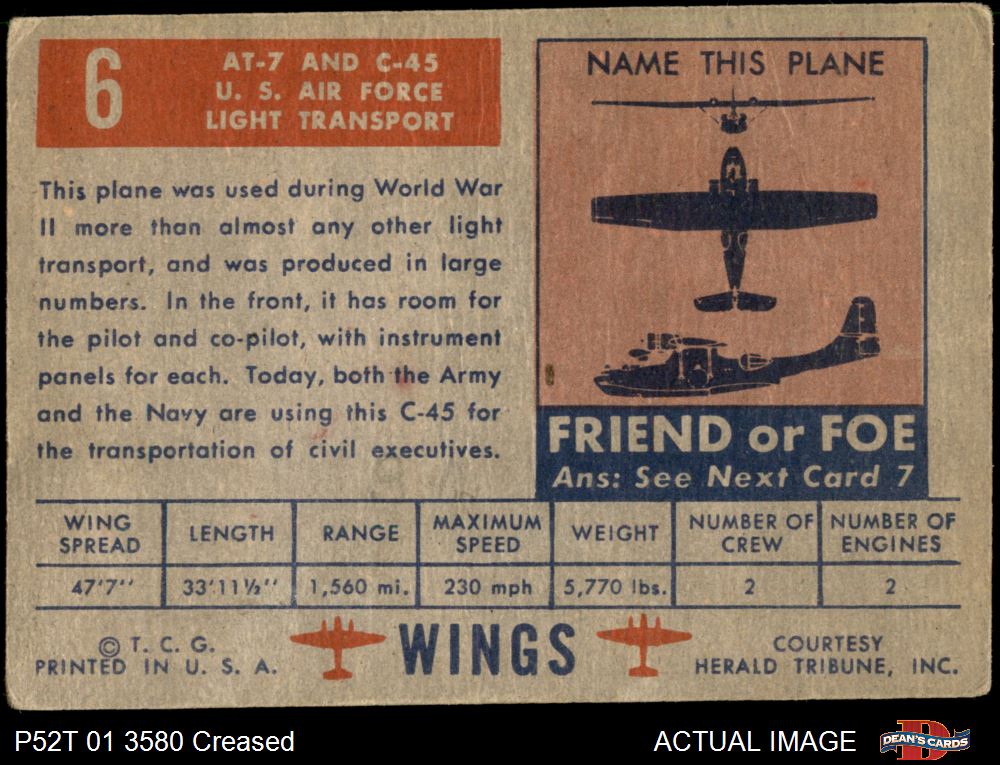 6
AT-7 AND C-45
U. S. AIR FORCE
LIGHT TRANSPORT
This plane was used during World War
II more than almost any other light
transport, and was produced in large
numbers. In the front, it has room for
the pilot and co-pilot, with instrument
panels for each. Today, both the Army
and the Navy are using this C-45 for
the transportation of civil executives.
NAME THIS PLANE
FRIEND or FOE
Ans: See Next Card 7
WING SPREAD LENGTH RANGE MAXIMUM SPEED WEIGHT NUMBER OF CREW NUMBER OF ENGINES
47'7" 33'11½" 1,560 mi. 230 mph 5,770 lbs. 2 2
© T. C. G.
PRINTED IN U. S. A.
WINGS
COURTESY
HERALD TRIBUNE, INC.
P52T 01 3580 Creased
ACTUAL IMAGE
DEAN'S CARDS